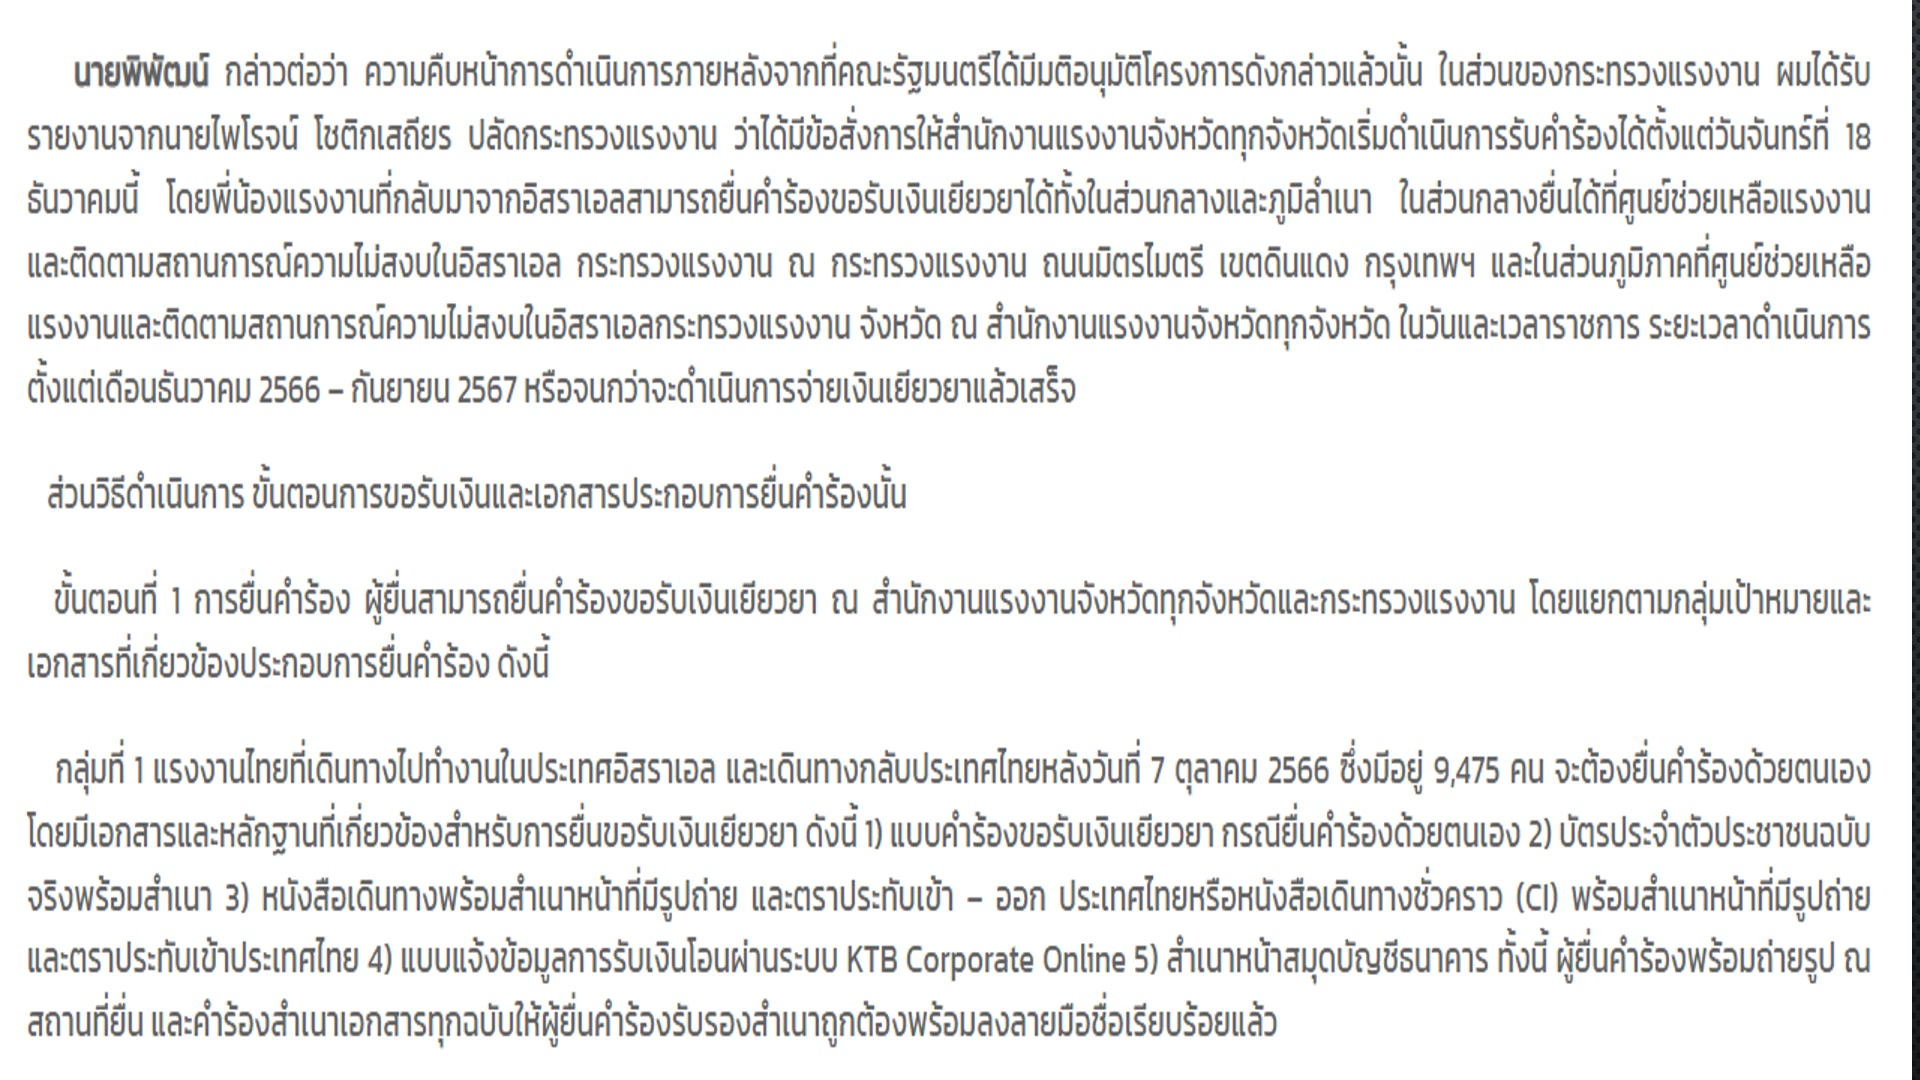 นายพิพัฒน์ กล่าวต่อว่า ความคืบหน้าการดำเนินการภายหลังจากที่คณะรัฐมนตรีได้มีมติอนุมัติโครงการดังกล่าวแล้วนั้น ในส่วนของกระทรวงแรงงาน ผมได้รับ
รายงานจากนายไพโรจน์ โชติกเสถียร ปลัดกระทรวงแรงงาน ว่าได้มีข้อสั่งการให้สำนักงานแรงงานจังหวัดทุกจังหวัดเริ่มดำเนินการรับคำร้องได้ตั้งแต่วันจันทร์ที่ 18
ธันวาคมนี้ โดยพี่น้องแรงงานที่กลับมาจากอิสราเอลสามารถยื่นคำร้องขอรับเงินเยียวยาได้ทั้งในส่วนกลางและภูมิลำเนา ในส่วนกลางยื่นได้ที่ศูนย์ช่วยเหลือแรงงาน
และติดตามสถานการณ์ความไม่สงบในอิสราเอล กระทรวงแรงงาน ณ กระทรวงแรงงาน ถนนมิตรไมตรี เขตดินแดง กรุงเทพฯ และในส่วนภูมิภาคที่ศูนย์ช่วยเหลือ
แรงงานและติดตามสถานการณ์ความไม่สงบในอิสราเอลกระทรวงแรงงาน จังหวัด ณ สำนักงานแรงงานจังหวัดทุกจังหวัด ในวันและเวลาราชการ ระยะเวลาดำเนินการ
ตั้งแต่เดือนธันวาคม 2566 – กันยายน 2567 หรือจนกว่าจะดำเนินการจ่ายเงินเยียวยาแล้วเสร็จ
ส่วนวิธีดำเนินการ ขั้นตอนการขอรับเงินและเอกสารประกอบการยื่นคำร้องนั้น
ขั้นตอนที่ 1 การยื่นคำร้อง ผู้ยื่นสามารถยื่นคำร้องขอรับเงินเยียวยา ณ สำนักงานแรงงานจังหวัดทุกจังหวัดและกระทรวงแรงงาน โดยแยกตามกลุ่มเป้าหมายและ
เอกสารที่เกี่ยวข้องประกอบการยื่นคำร้อง ดังนี้
กลุ่มที่ 1 แรงงานไทยที่เดินทางไปทำงานในประเทศอิสราเอล และเดินทางกลับประเทศไทยหลังวันที่ 7 ตุลาคม 2566 ซึ่งมีอยู่ 9,475 คน จะต้องยื่นคำร้องด้วยตนเอง
โดยมีเอกสารและหลักฐานที่เกี่ยวข้องสำหรับการยื่นขอรับเงินเยียวยา ดังนี้ 1) แบบคำร้องขอรับเงินเยียวยา กรณียื่นคำร้องด้วยตนเอง 2) บัตรประจำตัวประชาชนฉบับ
จริงพร้อมสำเนา 3) หนังสือเดินทางพร้อมสำเนาหน้าที่มีรูปถ่าย และตราประทับเข้า – ออก ประเทศไทยหรือหนังสือเดินทางชั่วคราว (CI) พร้อมสำเนาหน้าที่มีรูปถ่าย
และตราประทับเข้าประเทศไทย 4) แบบแจ้งข้อมูลการรับเงินโอนผ่านระบบ KTB Corporate Online 5) สำเนาหน้าสมุดบัญชีธนาคาร ทั้งนี้ ผู้ยื่นคำร้องพร้อมถ่ายรูป ณ
สถานที่ยื่น และคำร้องสำเนาเอกสารทุกฉบับให้ผู้ยื่นคำร้องรับรองสำเนาถูกต้องพร้อมลงลายมือชื่อเรียบร้อยแล้ว